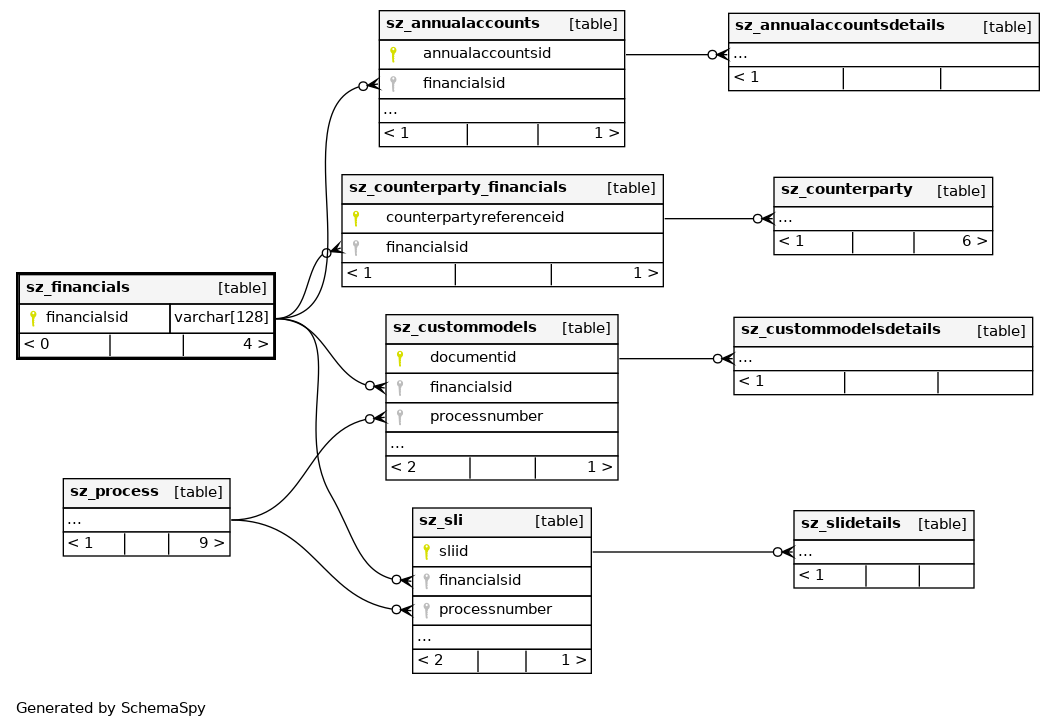 sz_annualaccounts [table]
annualaccountsid
financialsid
...
< 1 1 >
sz_annualaccountsdetails [table]
...
< 1
sz_counterparty_financials [table]
counterpartyreferenceid
financialsid
< 1 1 >
sz_counterparty [table]
...
< 1 6 >
sz_financials [table]
financialsid varchar[128]
< 0 4 >
sz_custommodels [table]
documentid
financialsid
processnumber
...
< 2 1 >
sz_custommodelsdetails [table]
...
< 1
sz_process [table]
...
< 1 9 >
sz_sli [table]
sliid
financialsid
processnumber
...
< 2 1 >
sz_slidetails [table]
...
< 1
Generated by SchemaSpy